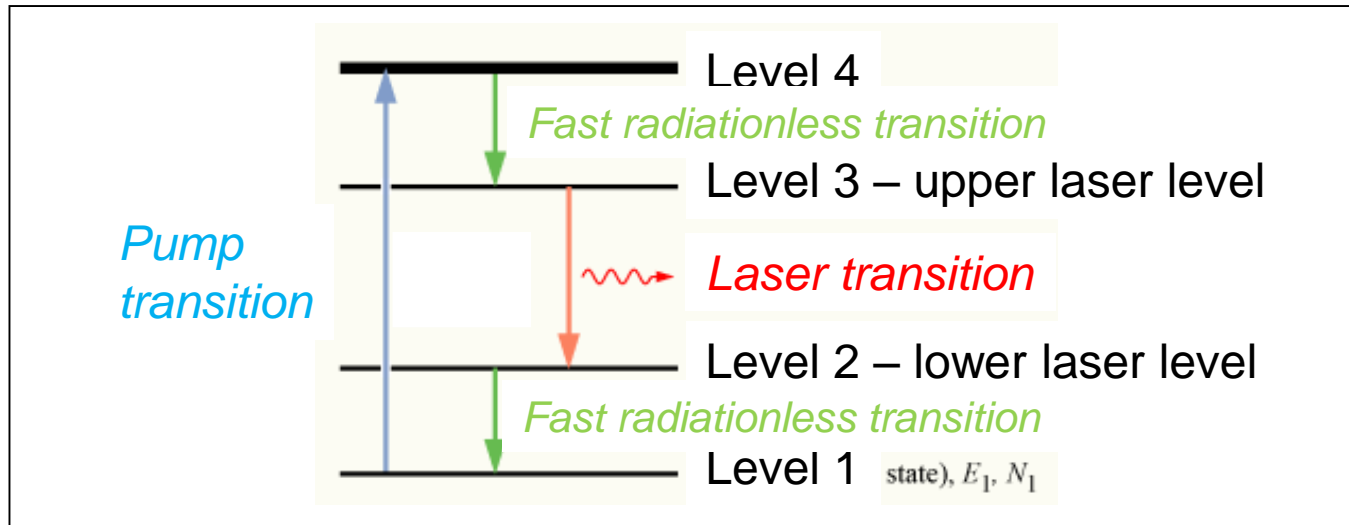 Level 4
Fast radiationless transition
Level 3 – upper laser level
Pump
transition
Laser transition
Level 2 – lower laser level
Fast radiationless transition
Level 1 state), E1, N1